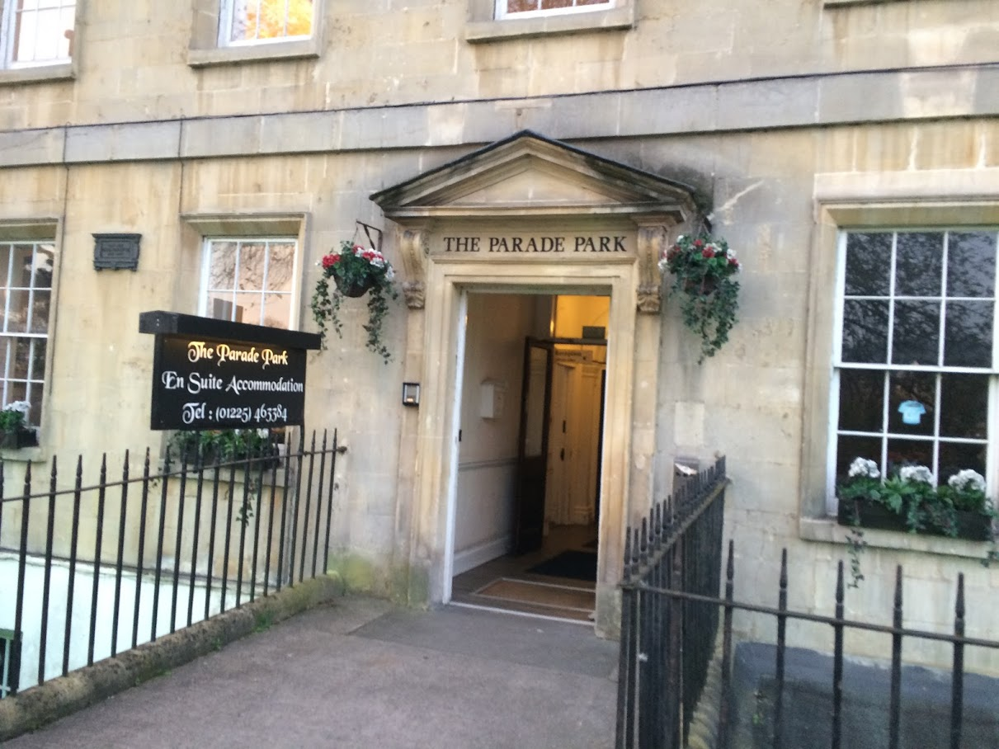 THE PARADE PARK
The Parade Park
En Suite Accommodation
Tel : (01225) 463384